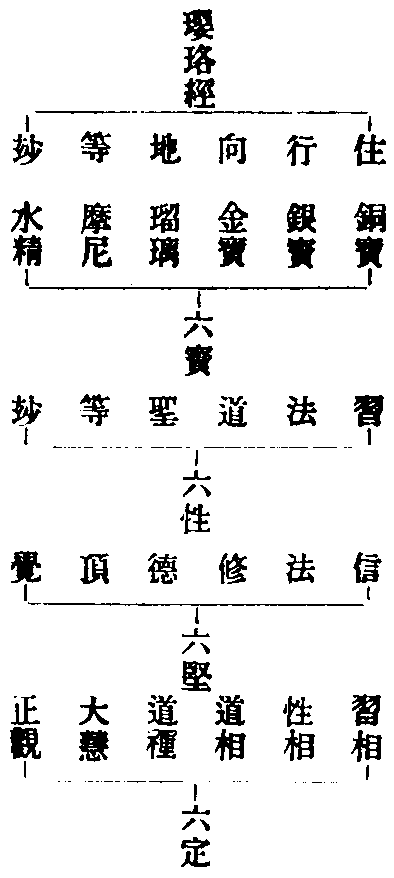 瓔珞經
住 行 向 地 等 玅
銅寶 銀寶 金寶 瑠璃 摩尼 水精
六寶
習 法 道 聖 等 玅
六性
信 法 修 德 頂 覺
六堅
習相 性相 道相 道種 大慧 正觀
六定